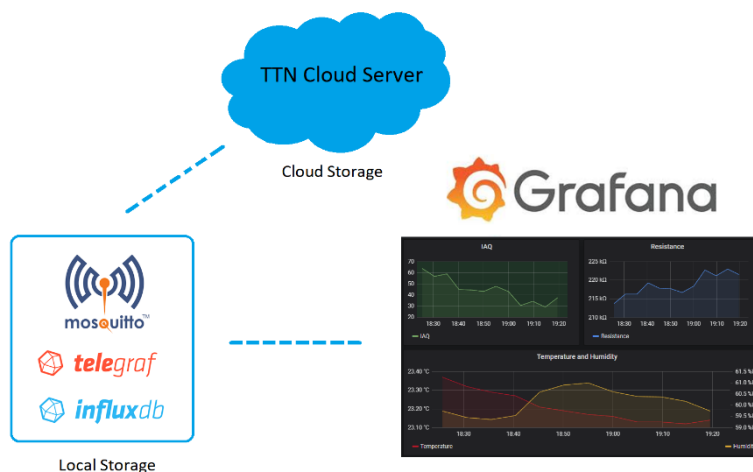 TTN Cloud Server
Cloud Storage
Grafana
mosquitto™
telegraf
influxdb
Local Storage
IAQ
70
60
50
40
30
20
18:30 18:40 18:50 19:00 19:10 19:20
IAQ
Resistance
225 kΩ
220 kΩ
215 kΩ
210 kΩ
18:30 18:40 18:50 19:00 19:10 19:20
Resistance
Temperature and Humidity
23.40 °C 61.5 %
23.30 °C 61.0 %
60.5 %
23.20 °C 60.0 %
59.5 %
23.10 °C 59.0 %
18:30 18:40 18:50 19:00 19:10 19:20
Temperature Humidi